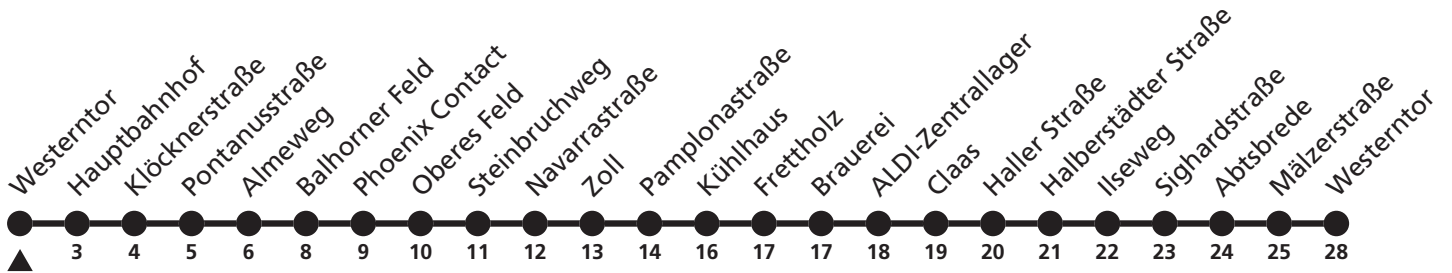 Westerntor
Hauptbahnhof
Klöcknerstraße
Pontanusstraße
Almeweg
Balhorner Feld
Phoenix Contact
Oberes Feld
Steinbruchweg
Navarrastraße
Zoll
Pamplonastraße
Kühlhaus
Frettholz
Brauerei
ALDI-Zentrallager
Claas
Haller Straße
Halberstädter Straße
Ilseweg
Sighardstraße
Abtsbrede
Mälzerstraße
Westerntor
3 4 5 6 8 9 10 11 12 13 14 16 17 17 18 19 20 21 22 23 24 25 28